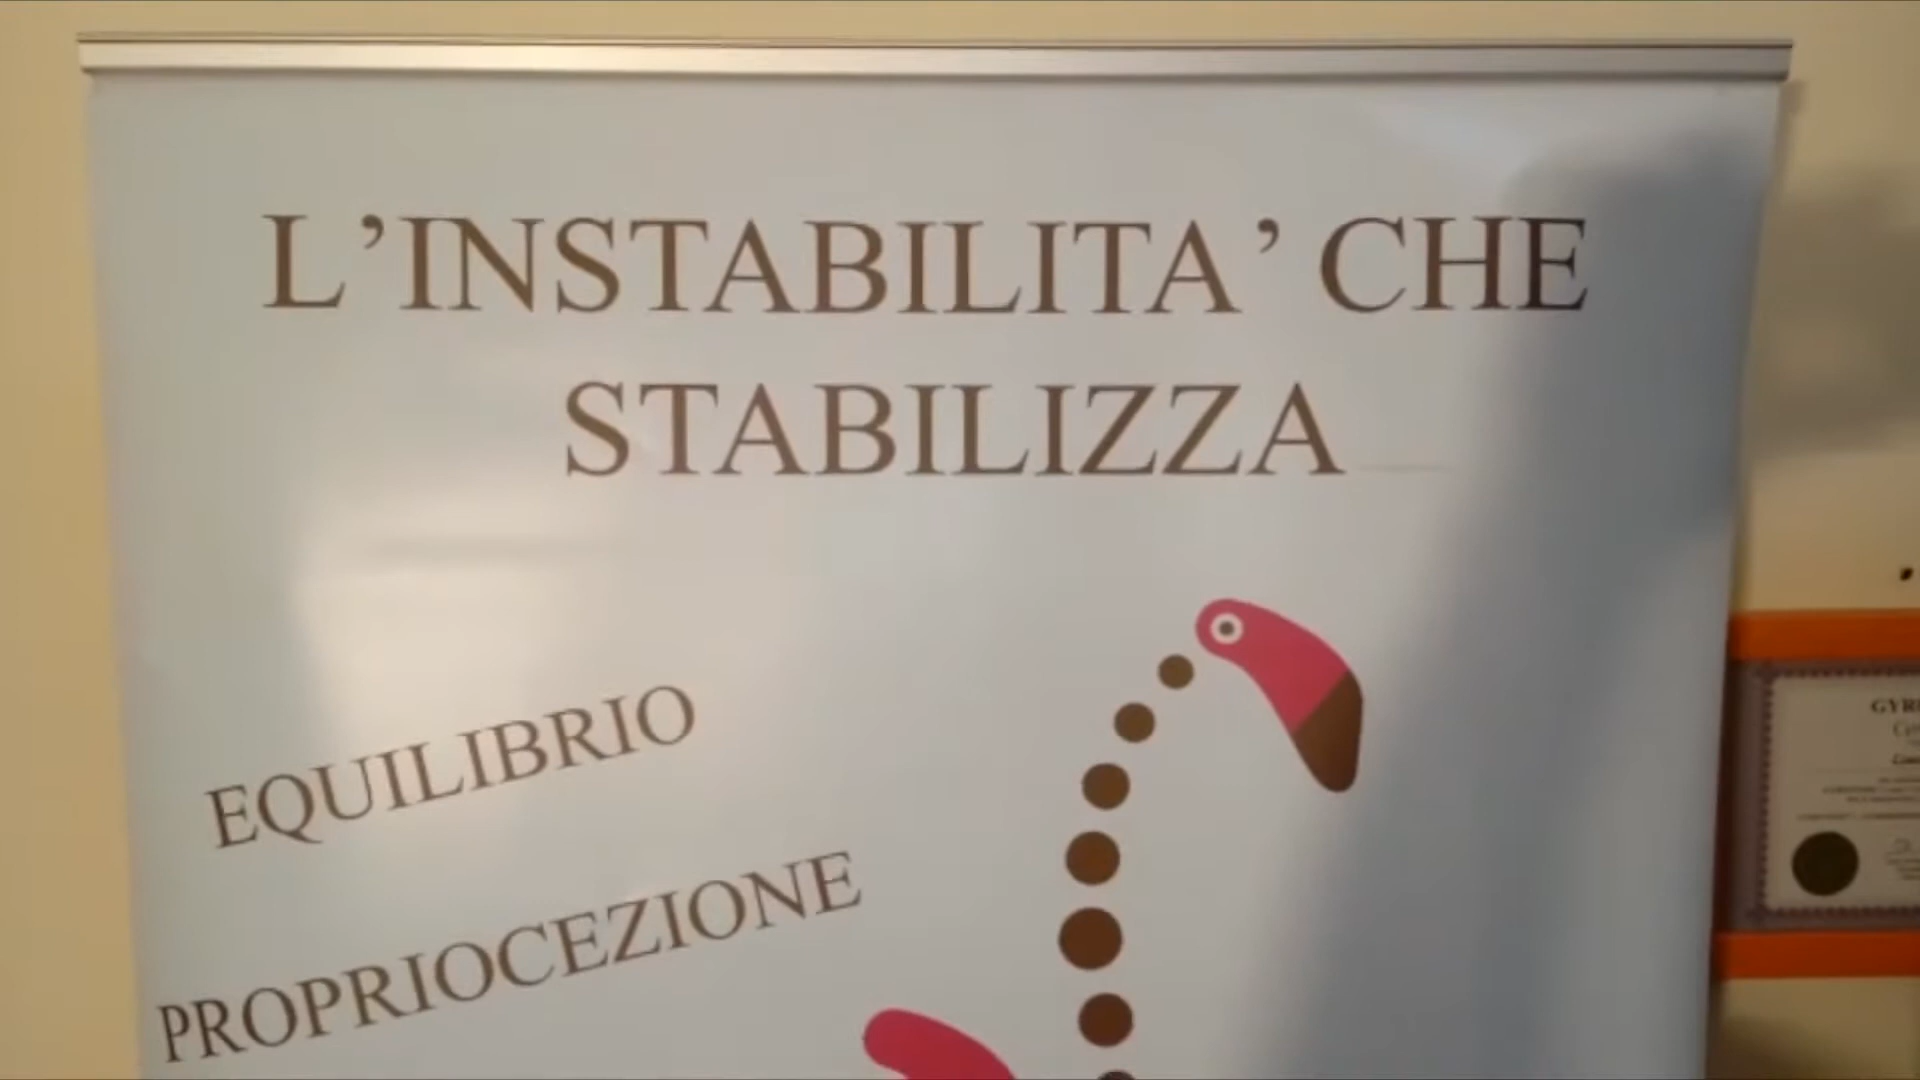 L’INSTABILITA’ CHE
STABILIZZA
EQUILIBRIO
PROPRIOCEZIONE